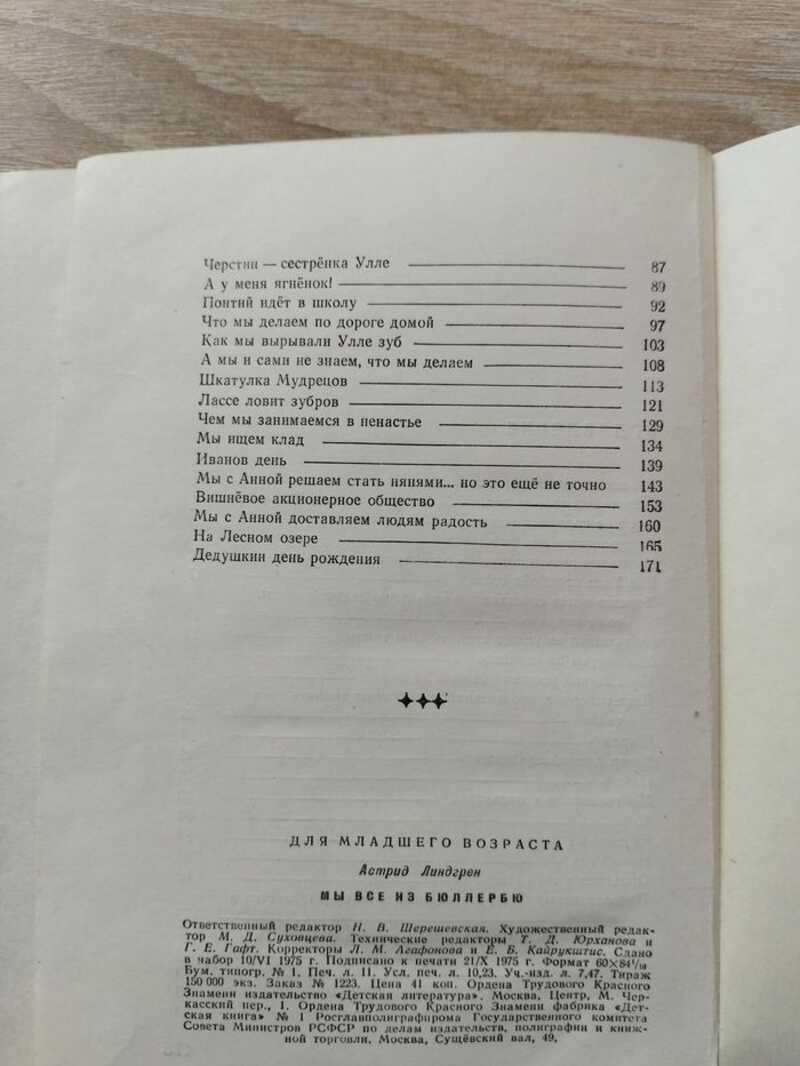 Черстин — сестрёнка Улле 87
А у меня ягнёнок! 89
Понтий идёт в школу 92
Что мы делаем по дороге домой 97
Как мы вырывали Улле зуб 103
А мы и сами не знаем, что мы делаем 108
Шкатулка Мудрецов 113
Лассе ловит зубров 121
Чем мы занимаемся в ненастье 129
Мы ищем клад 134
Иванов день 139
Мы с Анной решаем стать нянями... но это ещё не точно 143
Вишнёвое акционерное общество 153
Мы с Анной доставляем людям радость 160
На Лесном озере 165
Дедушкин день рождения 171
ДЛЯ МЛАДШЕГО ВОЗРАСТА
Астрид Линдгрен
МЫ ВСЕ ИЗ БЮЛЛЕРБЮ
Ответственный редактор Н. В. Шерешевская. Художественный редак-
тор М. Д. Суховцева. Технические редакторы Т. Д. Юрханова и
Г. Е. Гафт. Корректоры Л. М. Агафонова и Е. Б. Кайрукштис. Сдано
в набор 10/VI 1975 г. Подписано к печати 21/X 1975 г. Формат 60×84¹/₁₆
Бум. типогр. № 1. Печ. л. 11. Усл. печ. л. 10,23. Уч.-изд. л. 7,47. Тираж
150 000 экз. Заказ № 1223. Цена 41 коп. Ордена Трудового Красного
Знамени издательство «Детская литература». Москва, Центр, М. Чер-
касский пер., 1. Ордена Трудового Красного Знамени фабрика «Дет-
ская книга» № 1 Росглавполиграфпрома Государственного комитета
Совета Министров РСФСР по делам издательств, полиграфии и книж-
ной торговли. Москва, Сущёвский вал, 49.